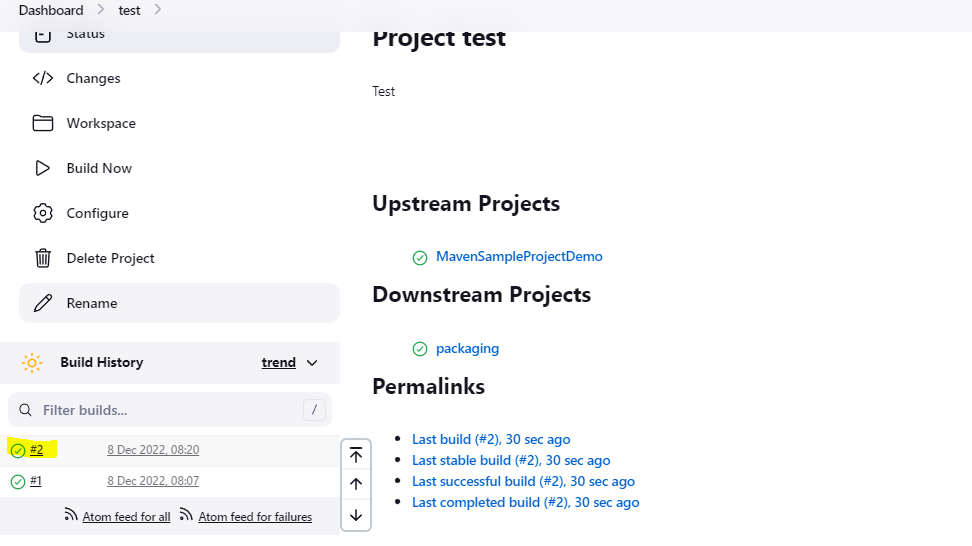 Dashboard > test >
Status
Changes
Workspace
Build Now
Configure
Delete Project
Rename
Build History trend
Filter builds... /
#2 8 Dec 2022, 08:20
#1 8 Dec 2022, 08:07
Atom feed for all Atom feed for failures
Project test
Test
Upstream Projects
MavenSampleProjectDemo
Downstream Projects
packaging
Permalinks
Last build (#2), 30 sec ago
Last stable build (#2), 30 sec ago
Last successful build (#2), 30 sec ago
Last completed build (#2), 30 sec ago